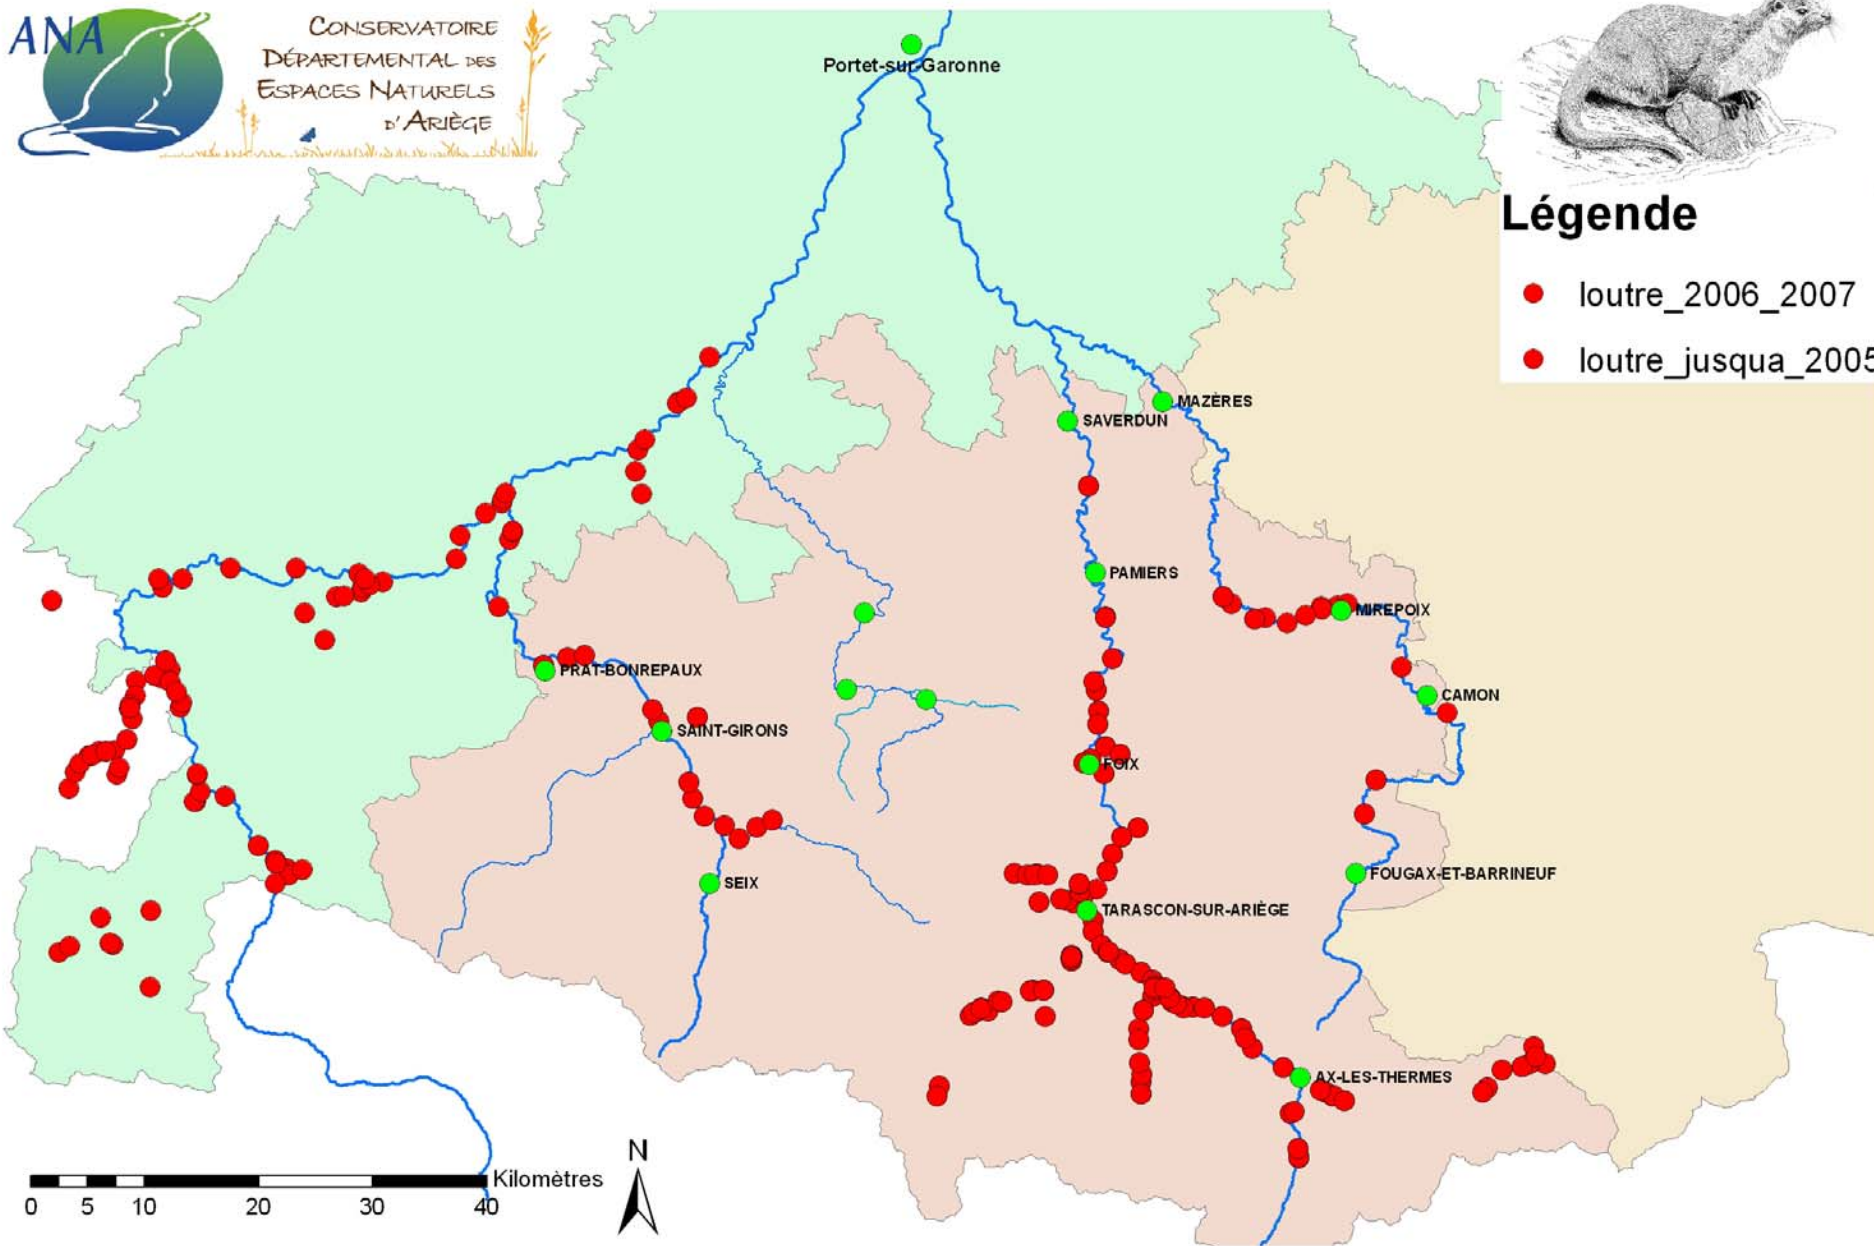 ANA
CONSERVATOIRE
DÉPARTEMENTAL DES
ESPACES NATURELS
D'ARIÈGE
Portet-sur-Garonne
Légende
loutre_2006_2007
loutre_jusqua_2005
MAZÈRES
SAVERDUN
PAMIERS
MIREPOIX
PRAT-BONREPAUX
CAMON
SAINT-GIRONS
FOIX
SEIX
FOUGAX-ET-BARRINEUF
TARASCON-SUR-ARIÈGE
AX-LES-THERMES
N
Kilomètres
0 5 10 20 30 40